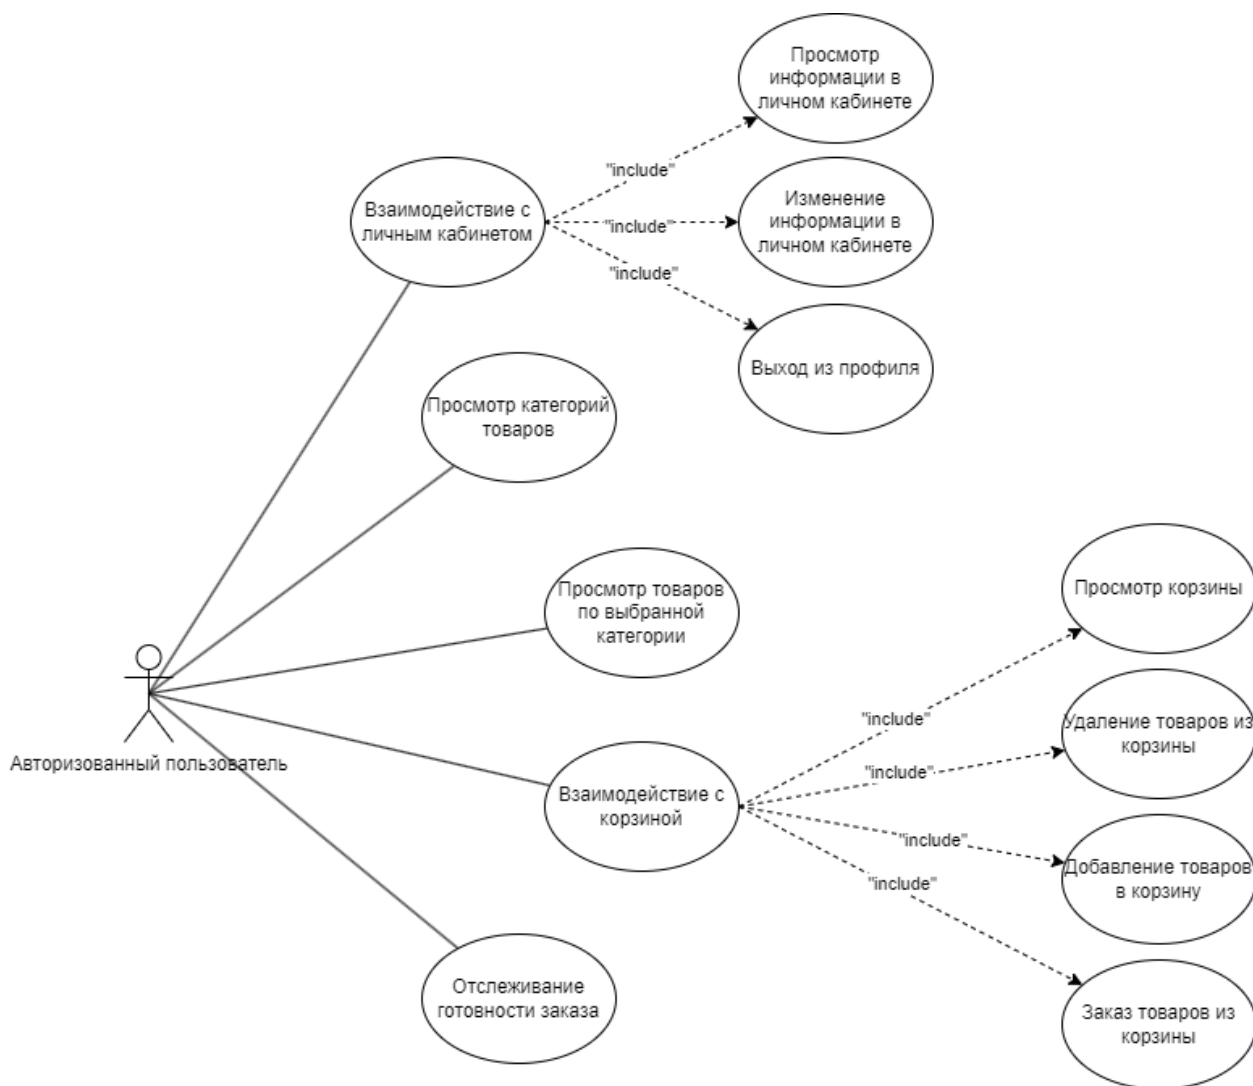 Просмотр
информации в
личном кабинете
"include"
Взаимодействие с
личным кабинетом
"include"
Изменение
информации в
личном кабинете
"include"
Выход из профиля
Просмотр категорий
товаров
Просмотр товаров
по выбранной
категории
Просмотр корзины
"include"
Удаление товаров из
корзины
Авторизованный пользователь
"include"
Взаимодействие с
корзиной
"include"
Добавление товаров
в корзину
"include"
Отслеживание
готовности заказа
Заказ товаров из
корзины